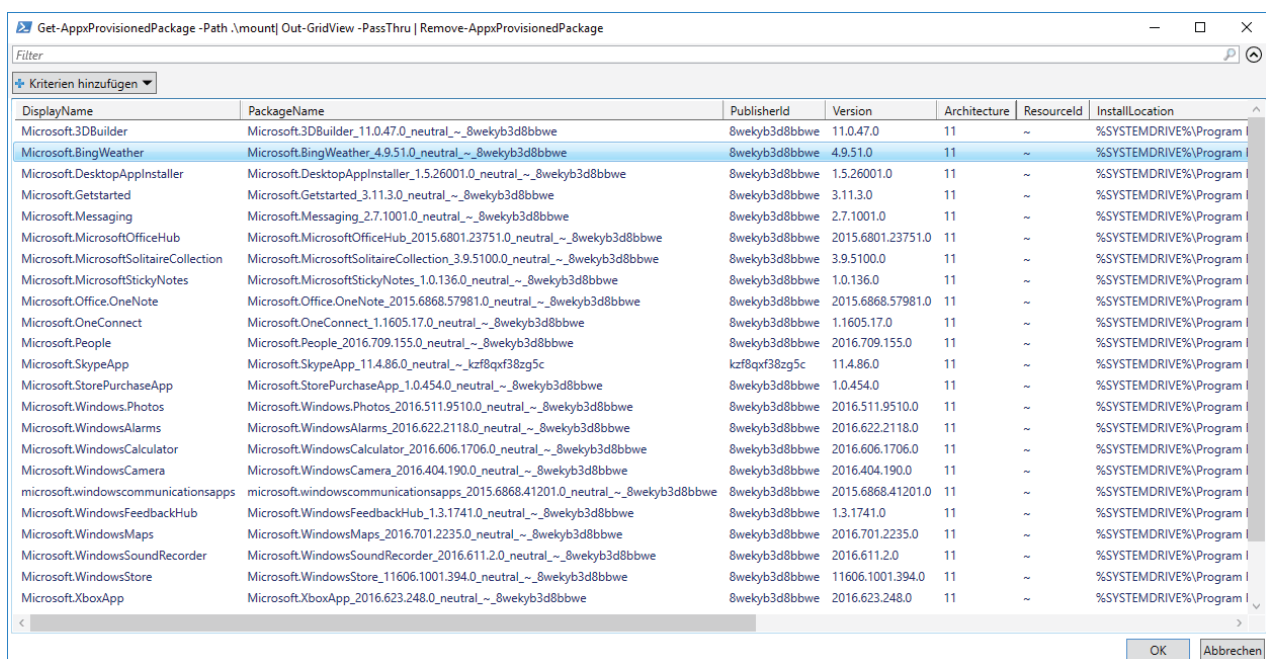 Get-AppxProvisionedPackage -Path .\mount| Out-GridView -PassThru | Remove-AppxProvisionedPackage
Filter
Kriterien hinzufügen
DisplayName PackageName PublisherId Version Architecture ResourceId InstallLocation
Microsoft.3DBuilder Microsoft.3DBuilder_11.0.47.0_neutral_~_8wekyb3d8bbwe 8wekyb3d8bbwe 11.0.47.0 11 ~ %SYSTEMDRIVE%\Program
Microsoft.BingWeather Microsoft.BingWeather_4.9.51.0_neutral_~_8wekyb3d8bbwe 8wekyb3d8bbwe 4.9.51.0 11 ~ %SYSTEMDRIVE%\Program
Microsoft.DesktopAppInstaller Microsoft.DesktopAppInstaller_1.5.26001.0_neutral_~_8wekyb3d8bbwe 8wekyb3d8bbwe 1.5.26001.0 11 ~ %SYSTEMDRIVE%\Program
Microsoft.Getstarted Microsoft.Getstarted_3.11.3.0_neutral_~_8wekyb3d8bbwe 8wekyb3d8bbwe 3.11.3.0 11 ~ %SYSTEMDRIVE%\Program
Microsoft.Messaging Microsoft.Messaging_2.7.1001.0_neutral_~_8wekyb3d8bbwe 8wekyb3d8bbwe 2.7.1001.0 11 ~ %SYSTEMDRIVE%\Program
Microsoft.MicrosoftOfficeHub Microsoft.MicrosoftOfficeHub_2015.6801.23751.0_neutral_~_8wekyb3d8bbwe 8wekyb3d8bbwe 2015.6801.23751.0 11 ~ %SYSTEMDRIVE%\Program
Microsoft.MicrosoftSolitaireCollection Microsoft.MicrosoftSolitaireCollection_3.9.5100.0_neutral_~_8wekyb3d8bbwe 8wekyb3d8bbwe 3.9.5100.0 11 ~ %SYSTEMDRIVE%\Program
Microsoft.MicrosoftStickyNotes Microsoft.MicrosoftStickyNotes_1.0.136.0_neutral_~_8wekyb3d8bbwe 8wekyb3d8bbwe 1.0.136.0 11 ~ %SYSTEMDRIVE%\Program
Microsoft.Office.OneNote Microsoft.Office.OneNote_2015.6868.57981.0_neutral_~_8wekyb3d8bbwe 8wekyb3d8bbwe 2015.6868.57981.0 11 ~ %SYSTEMDRIVE%\Program
Microsoft.OneConnect Microsoft.OneConnect_1.1605.17.0_neutral_~_8wekyb3d8bbwe 8wekyb3d8bbwe 1.1605.17.0 11 ~ %SYSTEMDRIVE%\Program
Microsoft.People Microsoft.People_2016.709.155.0_neutral_~_8wekyb3d8bbwe 8wekyb3d8bbwe 2016.709.155.0 11 ~ %SYSTEMDRIVE%\Program
Microsoft.SkypeApp Microsoft.SkypeApp_11.4.86.0_neutral_~_kzf8qxf38zg5c kzf8qxf38zg5c 11.4.86.0 11 ~ %SYSTEMDRIVE%\Program
Microsoft.StorePurchaseApp Microsoft.StorePurchaseApp_1.0.454.0_neutral_~_8wekyb3d8bbwe 8wekyb3d8bbwe 1.0.454.0 11 ~ %SYSTEMDRIVE%\Program
Microsoft.Windows.Photos Microsoft.Windows.Photos_2016.511.9510.0_neutral_~_8wekyb3d8bbwe 8wekyb3d8bbwe 2016.511.9510.0 11 ~ %SYSTEMDRIVE%\Program
Microsoft.WindowsAlarms Microsoft.WindowsAlarms_2016.622.2118.0_neutral_~_8wekyb3d8bbwe 8wekyb3d8bbwe 2016.622.2118.0 11 ~ %SYSTEMDRIVE%\Program
Microsoft.WindowsCalculator Microsoft.WindowsCalculator_2016.606.1706.0_neutral_~_8wekyb3d8bbwe 8wekyb3d8bbwe 2016.606.1706.0 11 ~ %SYSTEMDRIVE%\Program
Microsoft.WindowsCamera Microsoft.WindowsCamera_2016.404.190.0_neutral_~_8wekyb3d8bbwe 8wekyb3d8bbwe 2016.404.190.0 11 ~ %SYSTEMDRIVE%\Program
microsoft.windowscommunicationsapps microsoft.windowscommunicationsapps_2015.6868.41201.0_neutral_~_8wekyb3d8bbwe 8wekyb3d8bbwe 2015.6868.41201.0 11 ~ %SYSTEMDRIVE%\Program
Microsoft.WindowsFeedbackHub Microsoft.WindowsFeedbackHub_1.3.1741.0_neutral_~_8wekyb3d8bbwe 8wekyb3d8bbwe 1.3.1741.0 11 ~ %SYSTEMDRIVE%\Program
Microsoft.WindowsMaps Microsoft.WindowsMaps_2016.701.2235.0_neutral_~_8wekyb3d8bbwe 8wekyb3d8bbwe 2016.701.2235.0 11 ~ %SYSTEMDRIVE%\Program
Microsoft.WindowsSoundRecorder Microsoft.WindowsSoundRecorder_2016.611.2.0_neutral_~_8wekyb3d8bbwe 8wekyb3d8bbwe 2016.611.2.0 11 ~ %SYSTEMDRIVE%\Program
Microsoft.WindowsStore Microsoft.WindowsStore_11606.1001.394.0_neutral_~_8wekyb3d8bbwe 8wekyb3d8bbwe 11606.1001.394.0 11 ~ %SYSTEMDRIVE%\Program
Microsoft.XboxApp Microsoft.XboxApp_2016.623.248.0_neutral_~_8wekyb3d8bbwe 8wekyb3d8bbwe 2016.623.248.0 11 ~ %SYSTEMDRIVE%\Program
OK Abbrechen